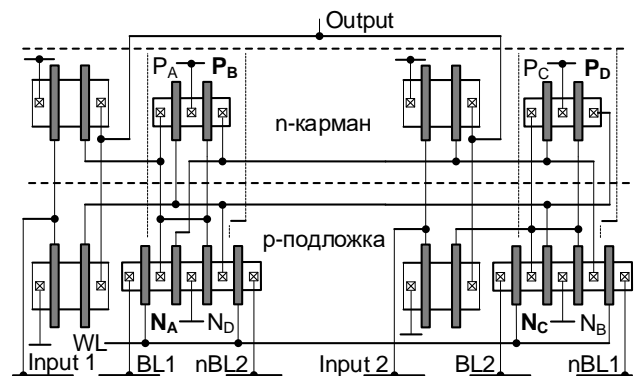 Output
P_A P_B P_C P_D
n-карман
p-подложка
N_A N_D N_C N_B
WL
Input 1 BL1 nBL2 Input 2 BL2 nBL1